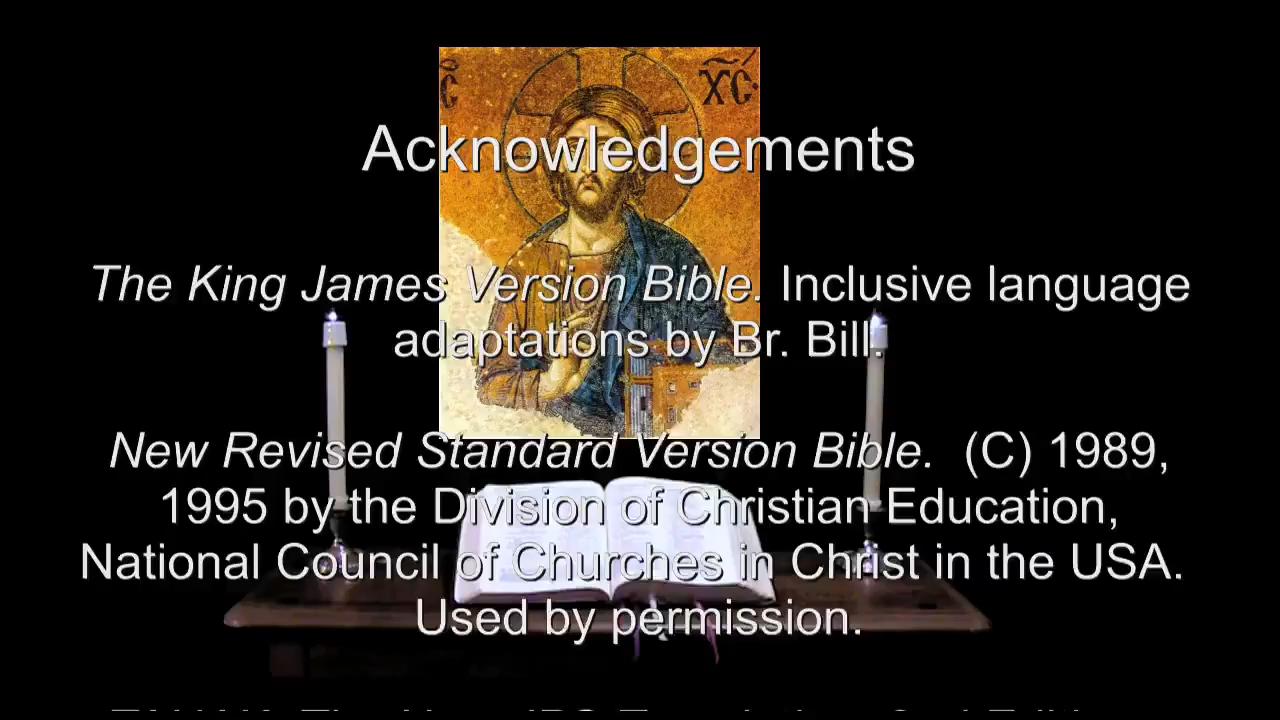 C
XC
Acknowledgements
The King James Version Bible. Inclusive language
adaptations by Br. Bill.
New Revised Standard Version Bible.  (C) 1989,
1995 by the Division of Christian Education,
National Council of Churches in Christ in the USA.
Used by permission.